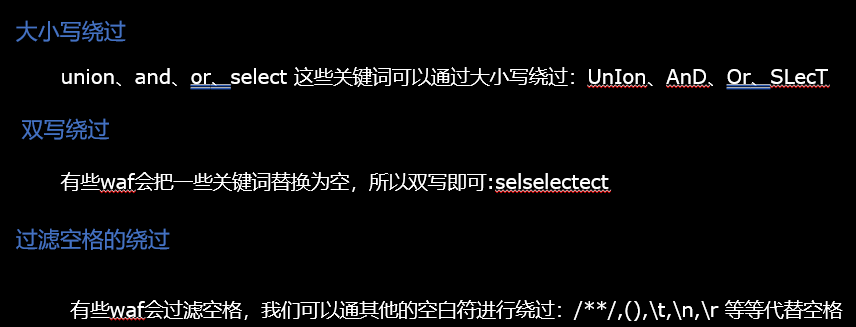 大小写绕过
union、and、or、select 这些关键词可以通过大小写绕过：UnIon、AnD、Or、SLecT
双写绕过
有些waf会把一些关键词替换为空，所以双写即可:selselectect
过滤空格的绕过
有些waf会过滤空格，我们可以通其他的空白符进行绕过：/**/,(),\t,\n,\r 等等代替空格